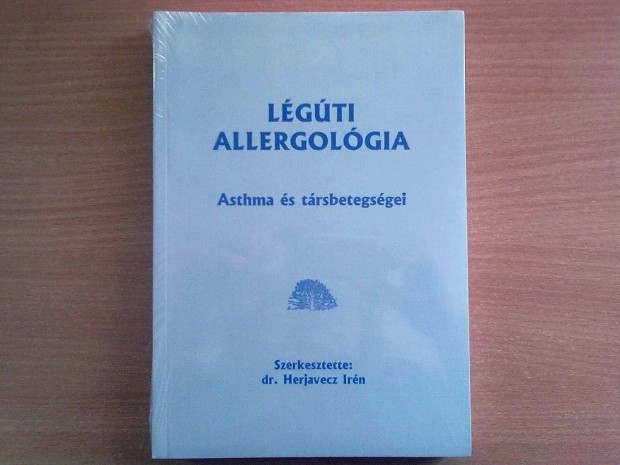 LÉGÚTI
ALLERGOLÓGIA
Asthma és társbetegségei
Szerkesztette:
dr. Herjavecz Irén